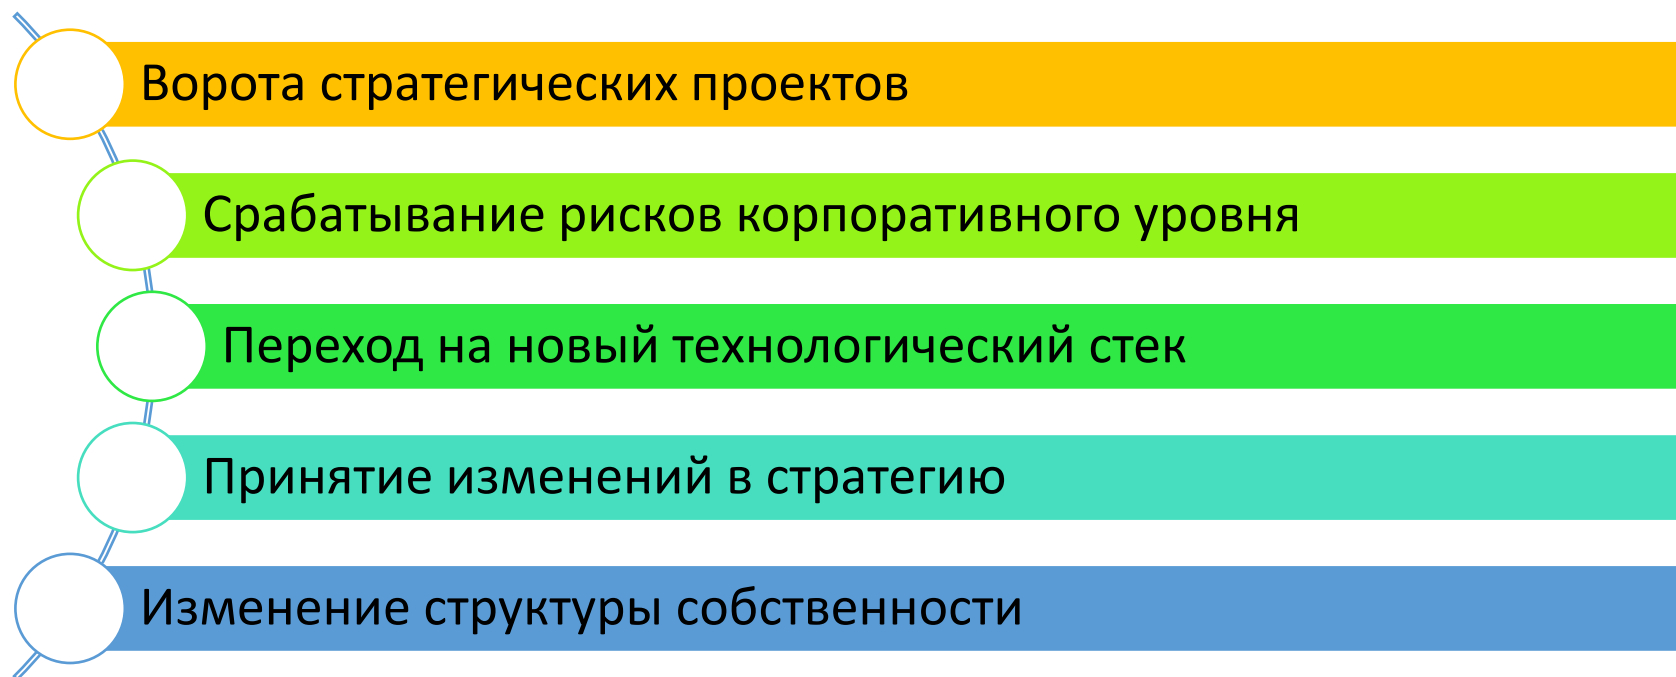 Ворота стратегических проектов
Срабатывание рисков корпоративного уровня
Переход на новый технологический стек
Принятие изменений в стратегию
Изменение структуры собственности